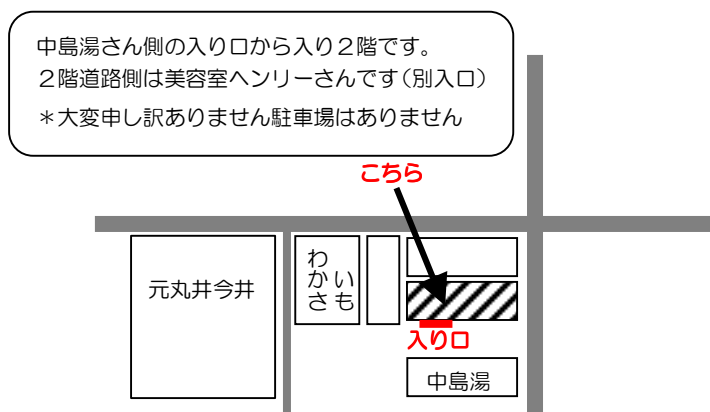 中島湯さん側の入り口から入り２階です。
２階道路側は美容室ヘンリーさんです（別入口）
＊大変申し訳ありません駐車場はありません
こちら
元丸井今井
わかさ
いも
入り口
中島湯